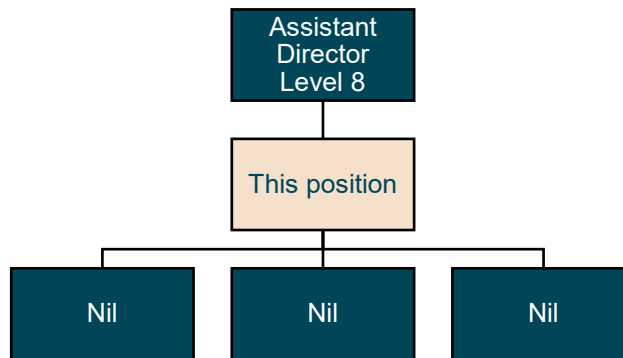 Assistant
Director
Level 8
This position
Nil
Nil
Nil